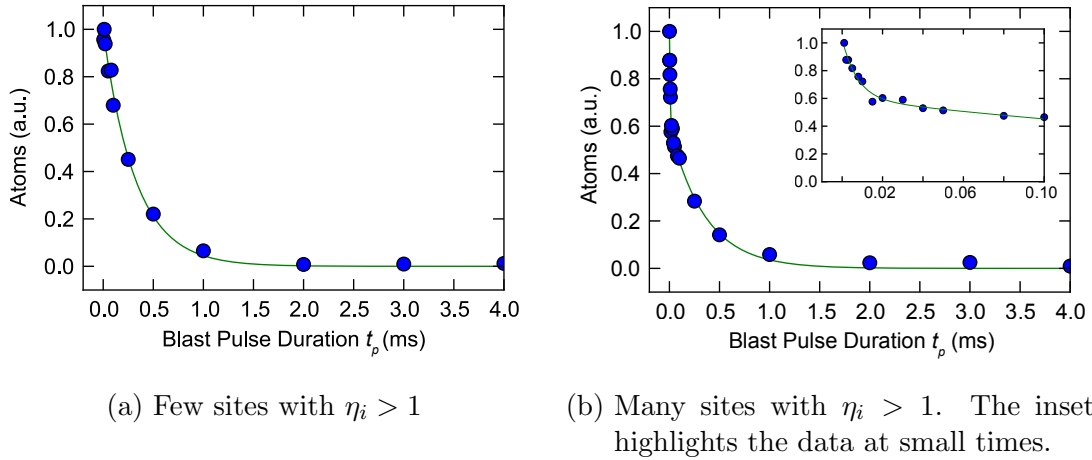 1.0
0.8
0.6
0.4
0.2
0.0
Atoms (a.u.)
0.0 0.5 1.0 1.5 2.0 2.5 3.0 3.5 4.0
Blast Pulse Duration t_p (ms)
(a) Few sites with η_i > 1
1.0
0.8
0.6
0.4
0.2
0.0
Atoms (a.u.)
0.0 0.5 1.0 1.5 2.0 2.5 3.0 3.5 4.0
Blast Pulse Duration t_p (ms)
1.0
0.8
0.6
0.4
0.2
0.0
0.02 0.06 0.10
(b) Many sites with η_i > 1. The inset
highlights the data at small times.